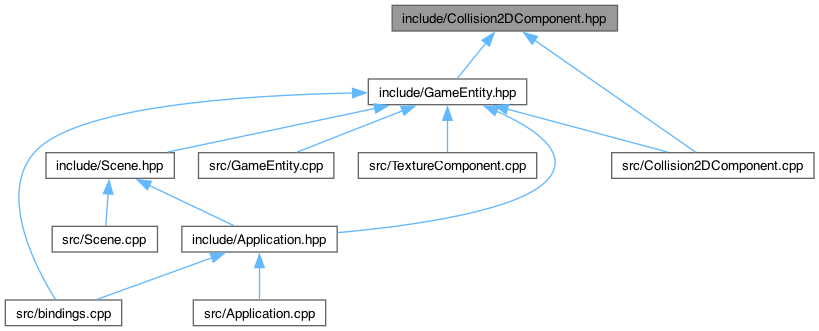 include/Collision2DComponent.hpp
include/GameEntity.hpp
include/Scene.hpp
src/GameEntity.cpp
src/TextureComponent.cpp
src/Collision2DComponent.cpp
src/Scene.cpp
include/Application.hpp
src/bindings.cpp
src/Application.cpp